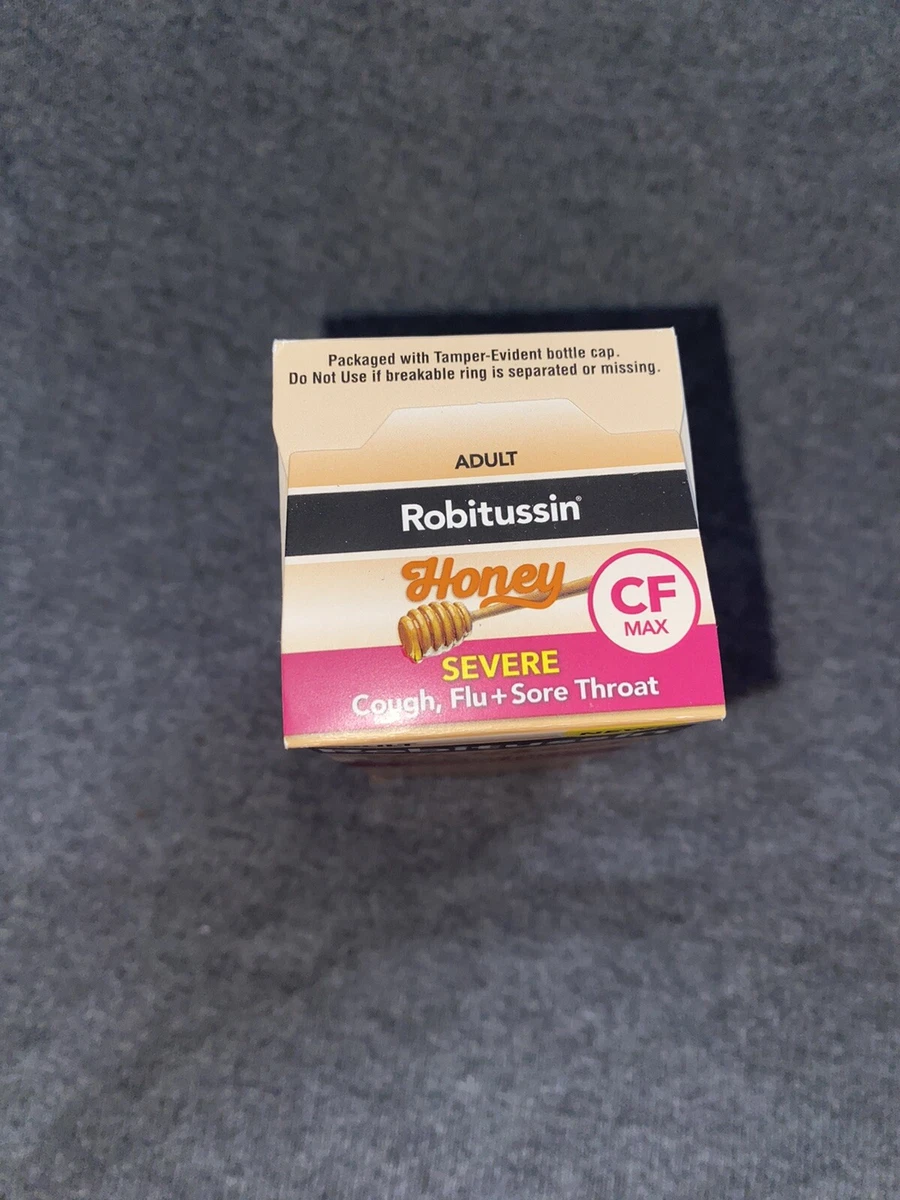 Packaged with Tamper-Evident bottle cap.
Do Not Use if breakable ring is separated or missing.
ADULT
Robitussin®
Honey
CF
MAX
SEVERE
Cough, Flu+Sore Throat